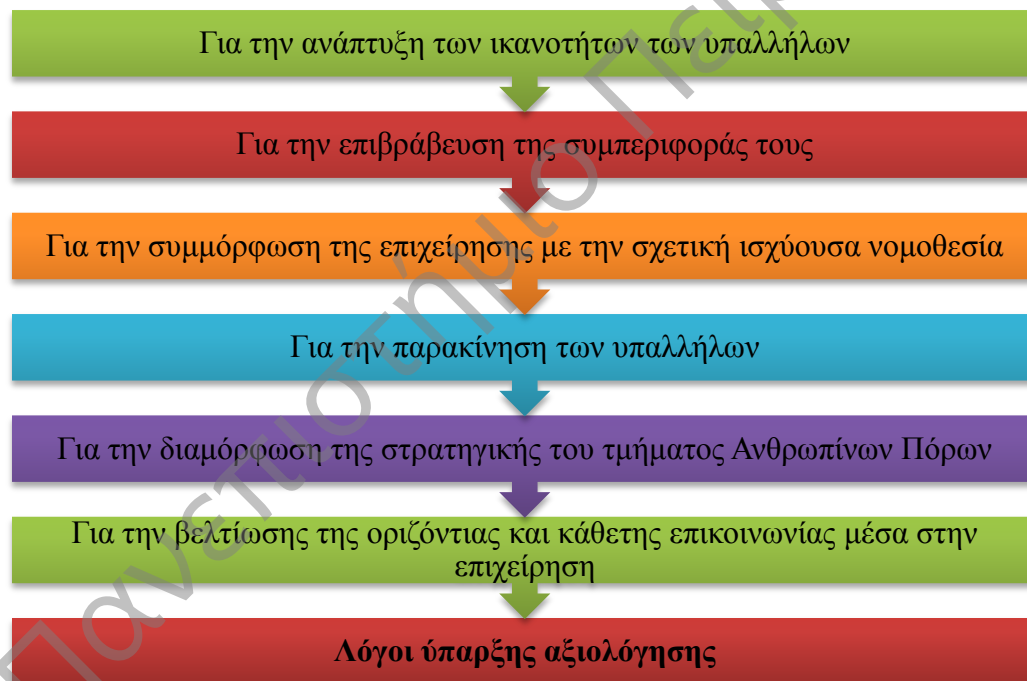 Για την ανάπτυξη των ικανοτήτων των υπαλλήλων
Για την επιβράβευση της συμπεριφοράς τους
Για την συμμόρφωση της επιχείρησης με την σχετική ισχύουσα νομοθεσία
Για την παρακίνηση των υπαλλήλων
Για την διαμόρφωση της στρατηγικής του τμήματος Ανθρωπίνων Πόρων
Για την βελτίωσης της οριζόντιας και κάθετης επικοινωνίας μέσα στην
επιχείρηση
Λόγοι ύπαρξης αξιολόγησης
Πανεπιστήμιο